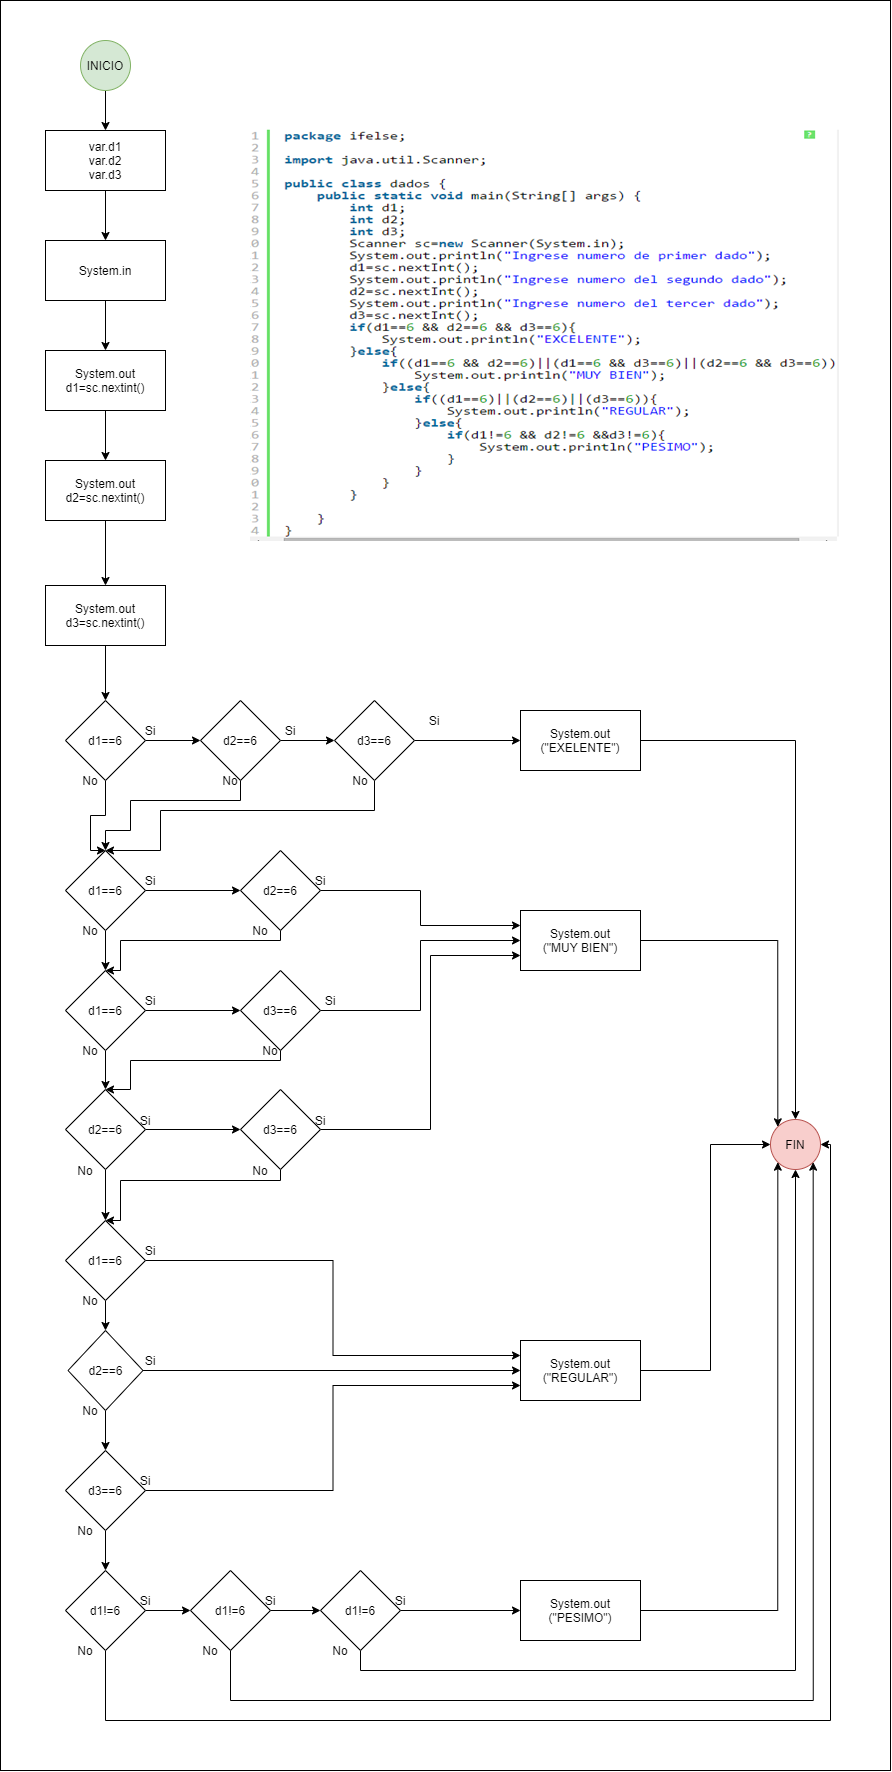 INICIO
var.d1
var.d2
var.d3
System.in
System.out
d1=sc.nextint()
System.out
d2=sc.nextint()
System.out
d3=sc.nextint()
?
1 package ifelse;
2
3 import java.util.Scanner;
4
5 public class dados {
6 public static void main(String[] args) {
7 int d1;
8 int d2;
9 int d3;
0 Scanner sc=new Scanner(System.in);
1 System.out.println("Ingrese numero de primer dado");
2 d1=sc.nextInt();
3 System.out.println("Ingrese numero del segundo dado");
4 d2=sc.nextInt();
5 System.out.println("Ingrese numero del tercer dado");
6 d3=sc.nextInt();
7 if(d1==6 && d2==6 && d3==6){
8 System.out.println("EXCELENTE");
9 }else{
0 if((d1==6 && d2==6)||(d1==6 && d3==6)||(d2==6 && d3==6))
1 System.out.println("MUY BIEN");
2 }else{
3 if((d1==6)||(d2==6)||(d3==6)){
4 System.out.println("REGULAR");
5 }else{
6 if(d1!=6 && d2!=6 &&d3!=6){
7 System.out.println("PESIMO");
8 }
9 }
0 }
1 }
2
3 }
4 }
d1==6 Si d2==6 Si d3==6 Si
System.out
("EXELENTE")
No No No
d1==6 Si d2==6 Si
No No
System.out
("MUY BIEN")
d1==6 Si d3==6 Si
No No
d2==6 Si d3==6 Si
No No
FIN
d1==6 Si
No
d2==6 Si
No
System.out
("REGULAR")
d3==6 Si
No
d1!=6 Si d1!=6 Si d1!=6 Si
System.out
("PESIMO")
No No No